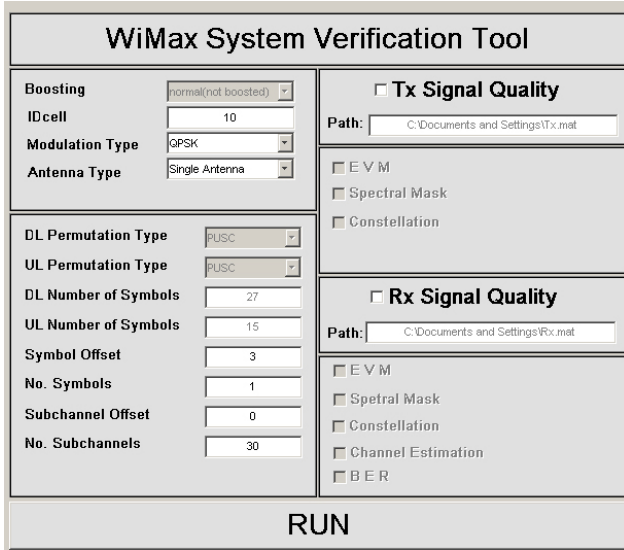 WiMax System Verification Tool
Boosting normal(not boosted)
IDcell 10
Modulation Type QPSK
Antenna Type Single Antenna
DL Permutation Type PUSC
UL Permutation Type PUSC
DL Number of Symbols 27
UL Number of Symbols 15
Symbol Offset 3
No. Symbols 1
Subchannel Offset 0
No. Subchannels 30
Tx Signal Quality
Path: C:\Documents and Settings\Tx.mat
E V M
Spectral Mask
Constellation
Rx Signal Quality
Path: C:\Documents and Settings\Rx.mat
E V M
Spetral Mask
Constellation
Channel Estimation
B E R
RUN